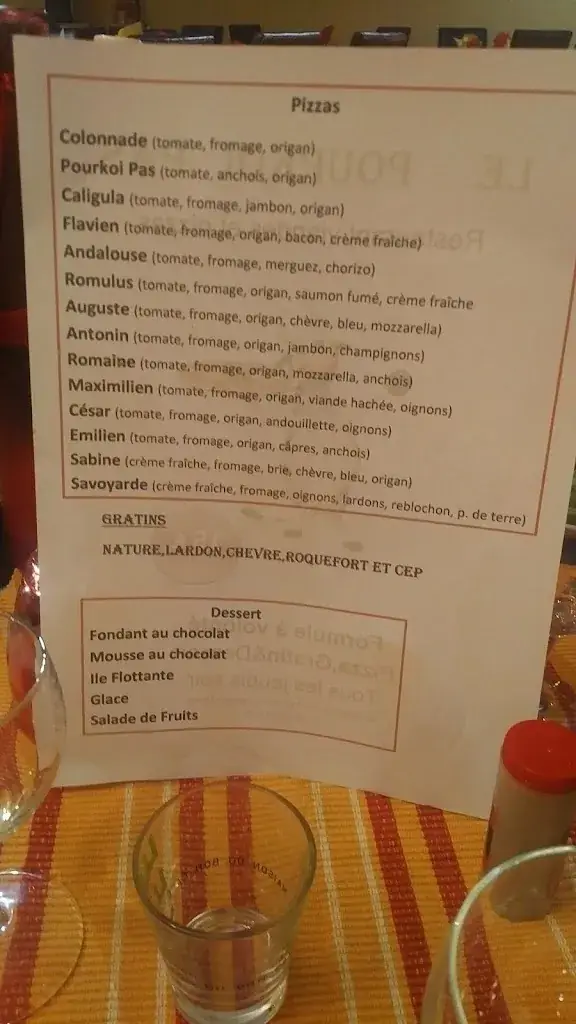 Pizzas
Colonnade (tomate, fromage, origan)
Pourkoi Pas (tomate, anchois, origan)
Caligula (tomate, fromage, jambon, origan)
Flavien (tomate, fromage, origan, bacon, crème fraîche)
Andalouse (tomate, fromage, merguez, chorizo)
Romulus (tomate, fromage, origan, saumon fumé, crème fraîche
Auguste (tomate, fromage, origan, chèvre, bleu, mozzarella)
Antonin (tomate, fromage, origan, jambon, champignons)
Romaine (tomate, fromage, origan, mozzarella, anchois)
Maximilien (tomate, fromage, origan, viande hachée, oignons)
César (tomate, fromage, origan, andouillette, oignons)
Emilien (tomate, fromage, origan, câpres, anchois)
Sabine (crème fraîche, fromage, brie, chèvre, bleu, origan)
Savoyarde (crème fraîche, fromage, oignons, lardons, reblochon, p. de terre)
GRATINS
NATURE,LARDON,CHEVRE,ROQUEFORT ET CEP
Dessert
Fondant au chocolat
Mousse au chocolat
Ile Flottante
Glace
Salade de Fruits